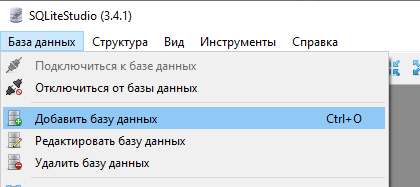 SQLiteStudio (3.4.1)
База данных Структура Вид Инструменты Справка
Подключиться к базе данных
Отключиться от базы данных
Добавить базу данных Ctrl+O
Редактировать базу данных
Удалить базу данных